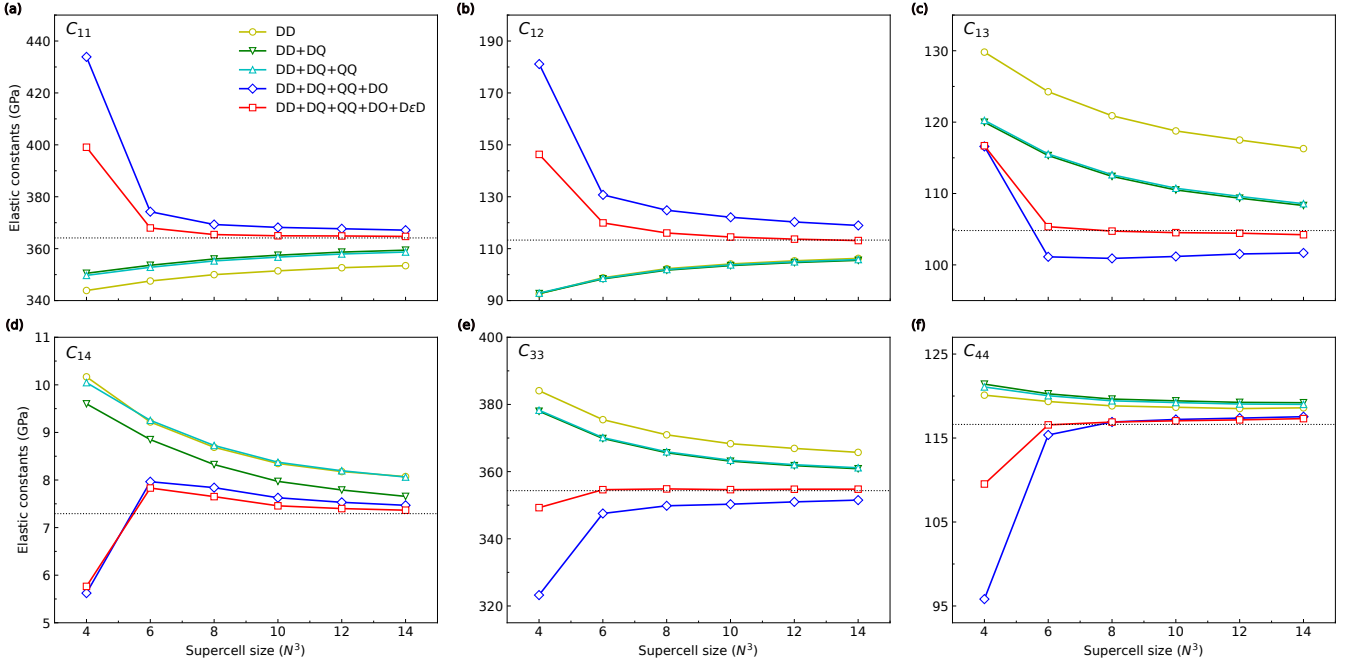 (a)
C11
Elastic constants (GPa)
440
420
400
380
360
340
DD
DD+DQ
DD+DQ+QQ
DD+DQ+QQ+DO
DD+DQ+QQ+DO+DεD
(b)
C12
190
170
150
130
110
90
(c)
C13
130
120
110
100
(d)
C14
Elastic constants (GPa)
11
10
9
8
7
6
5
4 6 8 10 12 14
Supercell size (N³)
(e)
C33
400
380
360
340
320
4 6 8 10 12 14
Supercell size (N³)
(f)
C44
125
115
105
95
4 6 8 10 12 14
Supercell size (N³)